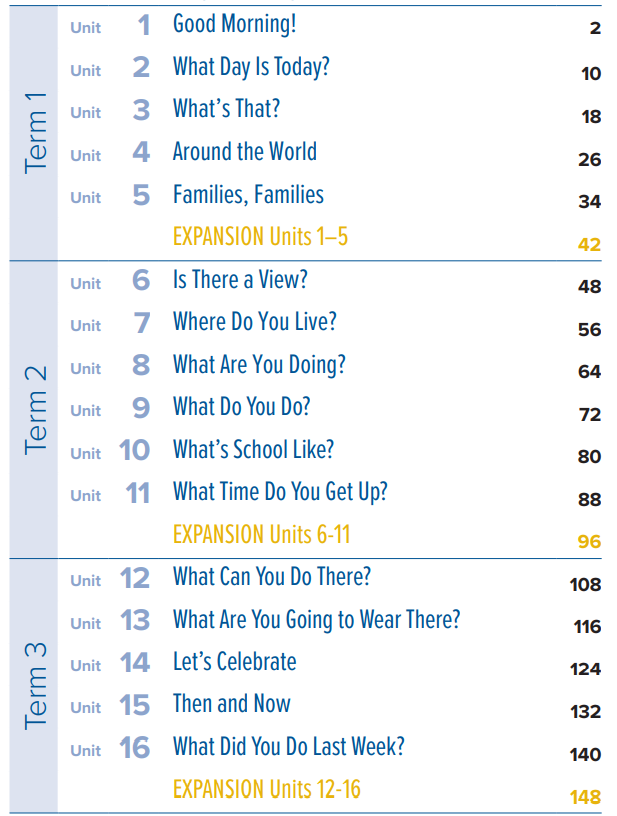 Term 1
Unit 1 Good Morning! 2
Unit 2 What Day Is Today? 10
Unit 3 What's That? 18
Unit 4 Around the World 26
Unit 5 Families, Families 34
EXPANSION Units 1–5 42
Term 2
Unit 6 Is There a View? 48
Unit 7 Where Do You Live? 56
Unit 8 What Are You Doing? 64
Unit 9 What Do You Do? 72
Unit 10 What's School Like? 80
Unit 11 What Time Do You Get Up? 88
EXPANSION Units 6-11 96
Term 3
Unit 12 What Can You Do There? 108
Unit 13 What Are You Going to Wear There? 116
Unit 14 Let's Celebrate 124
Unit 15 Then and Now 132
Unit 16 What Did You Do Last Week? 140
EXPANSION Units 12-16 148